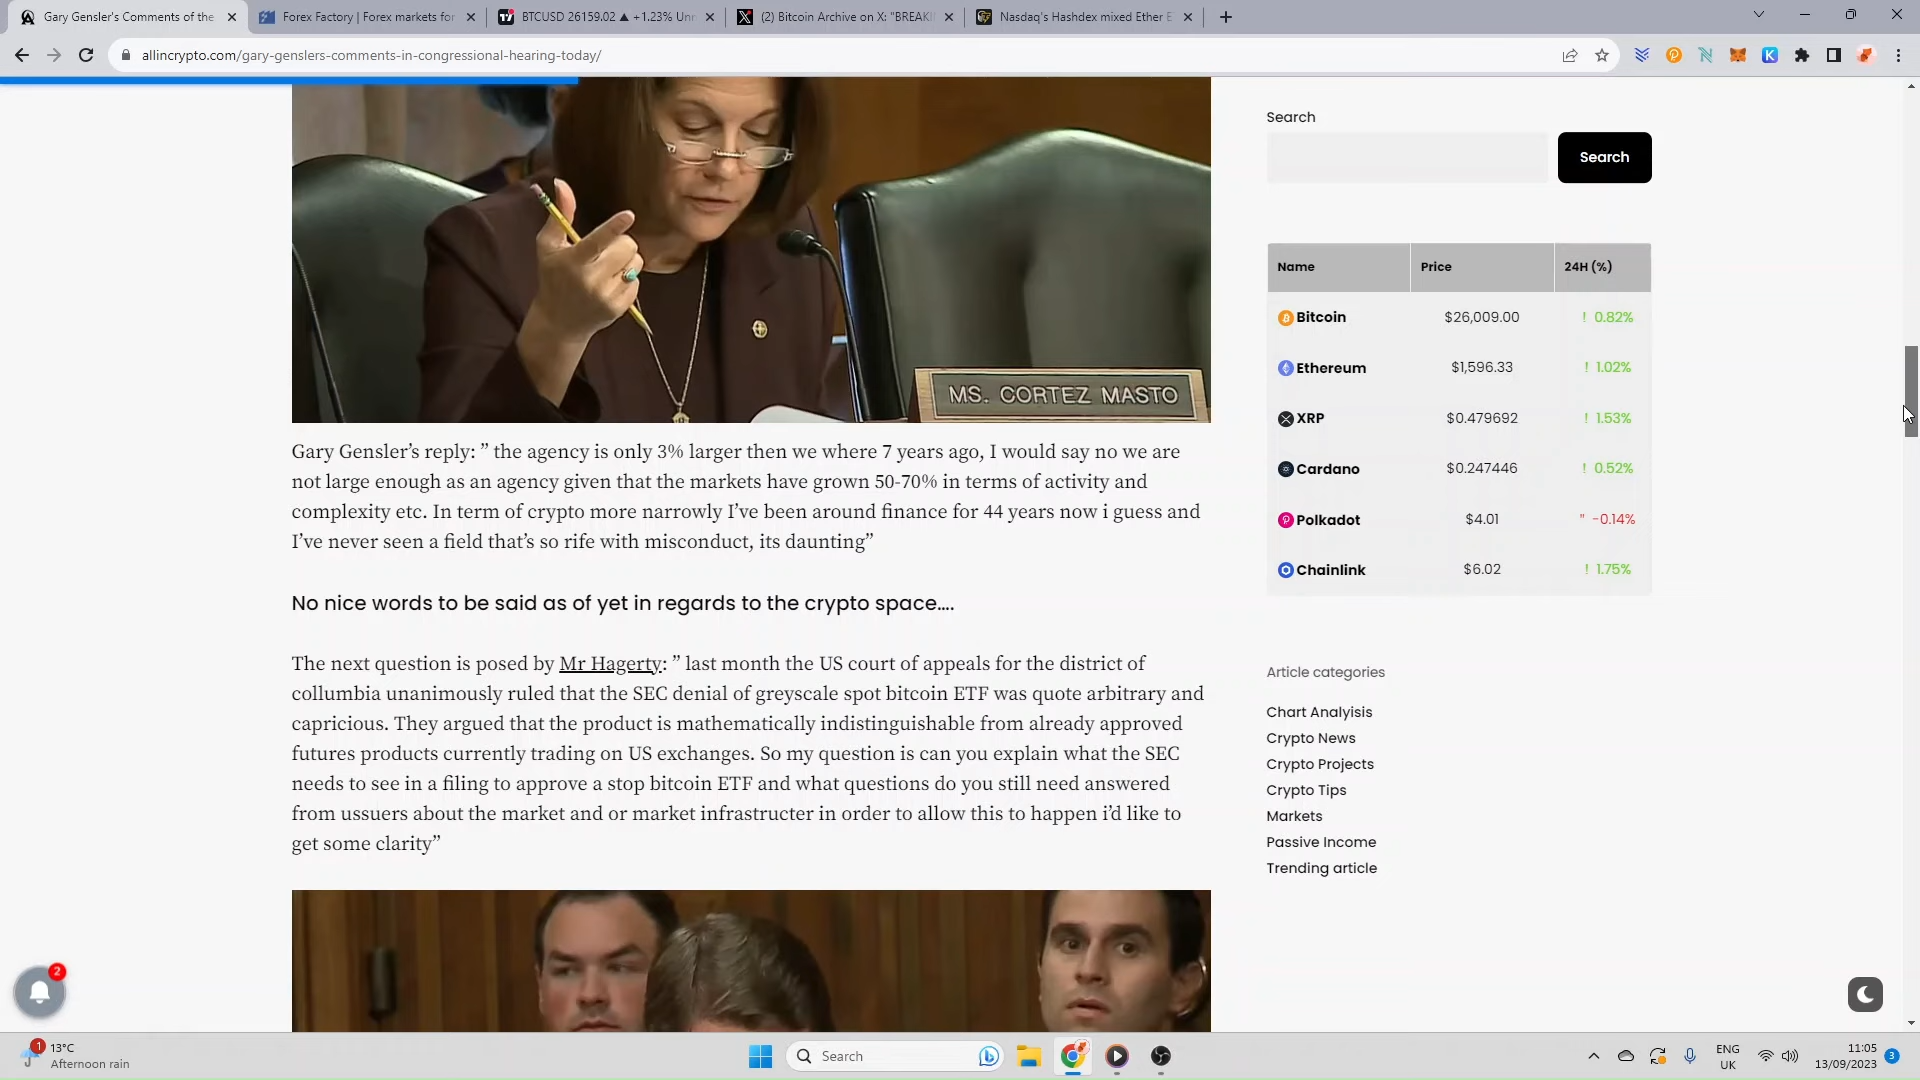 Gary Gensler's Comments of the
Forex Factory | Forex markets for
BTCUSD 26159.02 ▲ +1.23% Unn
(2) Bitcoin Archive on X: "BREAKI
Nasdaq's Hashdex mixed Ether E
allincrypto.com/gary-genslers-comments-in-congressional-hearing-today/
MS. CORTEZ MASTO
Gary Gensler’s reply: ” the agency is only 3% larger then we where 7 years ago, I would say no we are
not large enough as an agency given that the markets have grown 50-70% in terms of activity and
complexity etc. In term of crypto more narrowly I’ve been around finance for 44 years now i guess and
I’ve never seen a field that’s so rife with misconduct, its daunting”
No nice words to be said as of yet in regards to the crypto space....
The next question is posed by Mr Hagerty: ” last month the US court of appeals for the district of
collumbia unanimously ruled that the SEC denial of greyscale spot bitcoin ETF was quote arbitrary and
capricious. They argued that the product is mathematically indistinguishable from already approved
futures products currently trading on US exchanges. So my question is can you explain what the SEC
needs to see in a filing to approve a stop bitcoin ETF and what questions do you still need answered
from ussuers about the market and or market infrastructer in order to allow this to happen i’d like to
get some clarity”
Search
Search
Name Price 24H (%)
Bitcoin $26,009.00 ! 0.82%
Ethereum $1,596.33 ! 1.02%
XRP $0.479692 ! 1.53%
Cardano $0.247446 ! 0.52%
Polkadot $4.01 " -0.14%
Chainlink $6.02 ! 1.75%
Article categories
Chart Analyisis
Crypto News
Crypto Projects
Crypto Tips
Markets
Passive Income
Trending article
2
1
13°C
Afternoon rain
Search
ENG
UK
11:05
13/09/2023
3